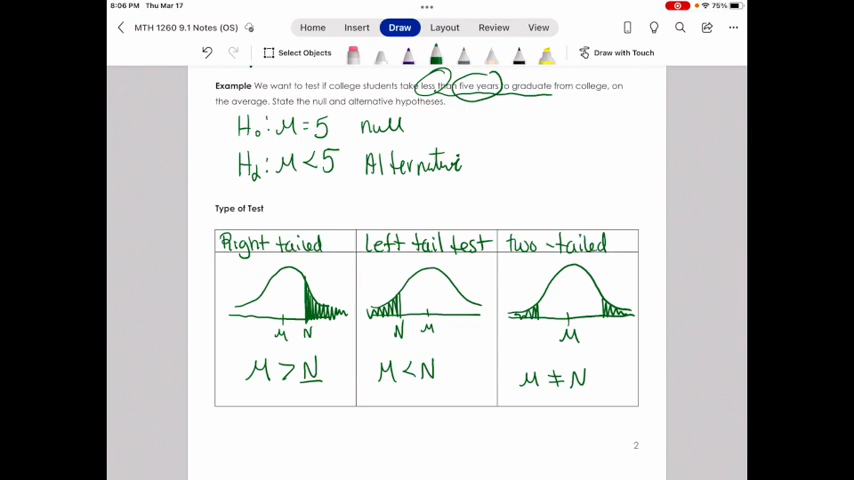 8:06 PM Thu Mar 17
75%
MTH 1260 9.1 Notes (OS)
Home Insert Draw Layout Review View
Select Objects
Draw with Touch
Example We want to test if college students take less than five years to graduate from college, on
the average. State the null and alternative hypotheses.
H₀: μ = 5 null
Hₐ: μ < 5 Alternative
Type of Test
Right tailed Left tail test two-tailed
μ N N μ μ
μ > N μ < N μ ≠ N
2